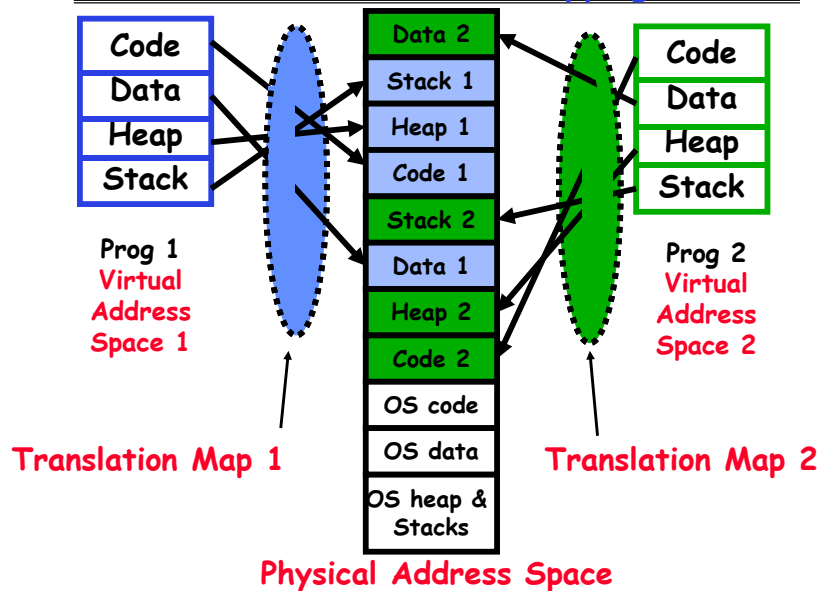 Code
Data
Heap
Stack
Prog 1
Virtual
Address
Space 1
Translation Map 1
Data 2
Stack 1
Heap 1
Code 1
Stack 2
Data 1
Heap 2
Code 2
OS code
OS data
OS heap &
Stacks
Physical Address Space
Code
Data
Heap
Stack
Prog 2
Virtual
Address
Space 2
Translation Map 2